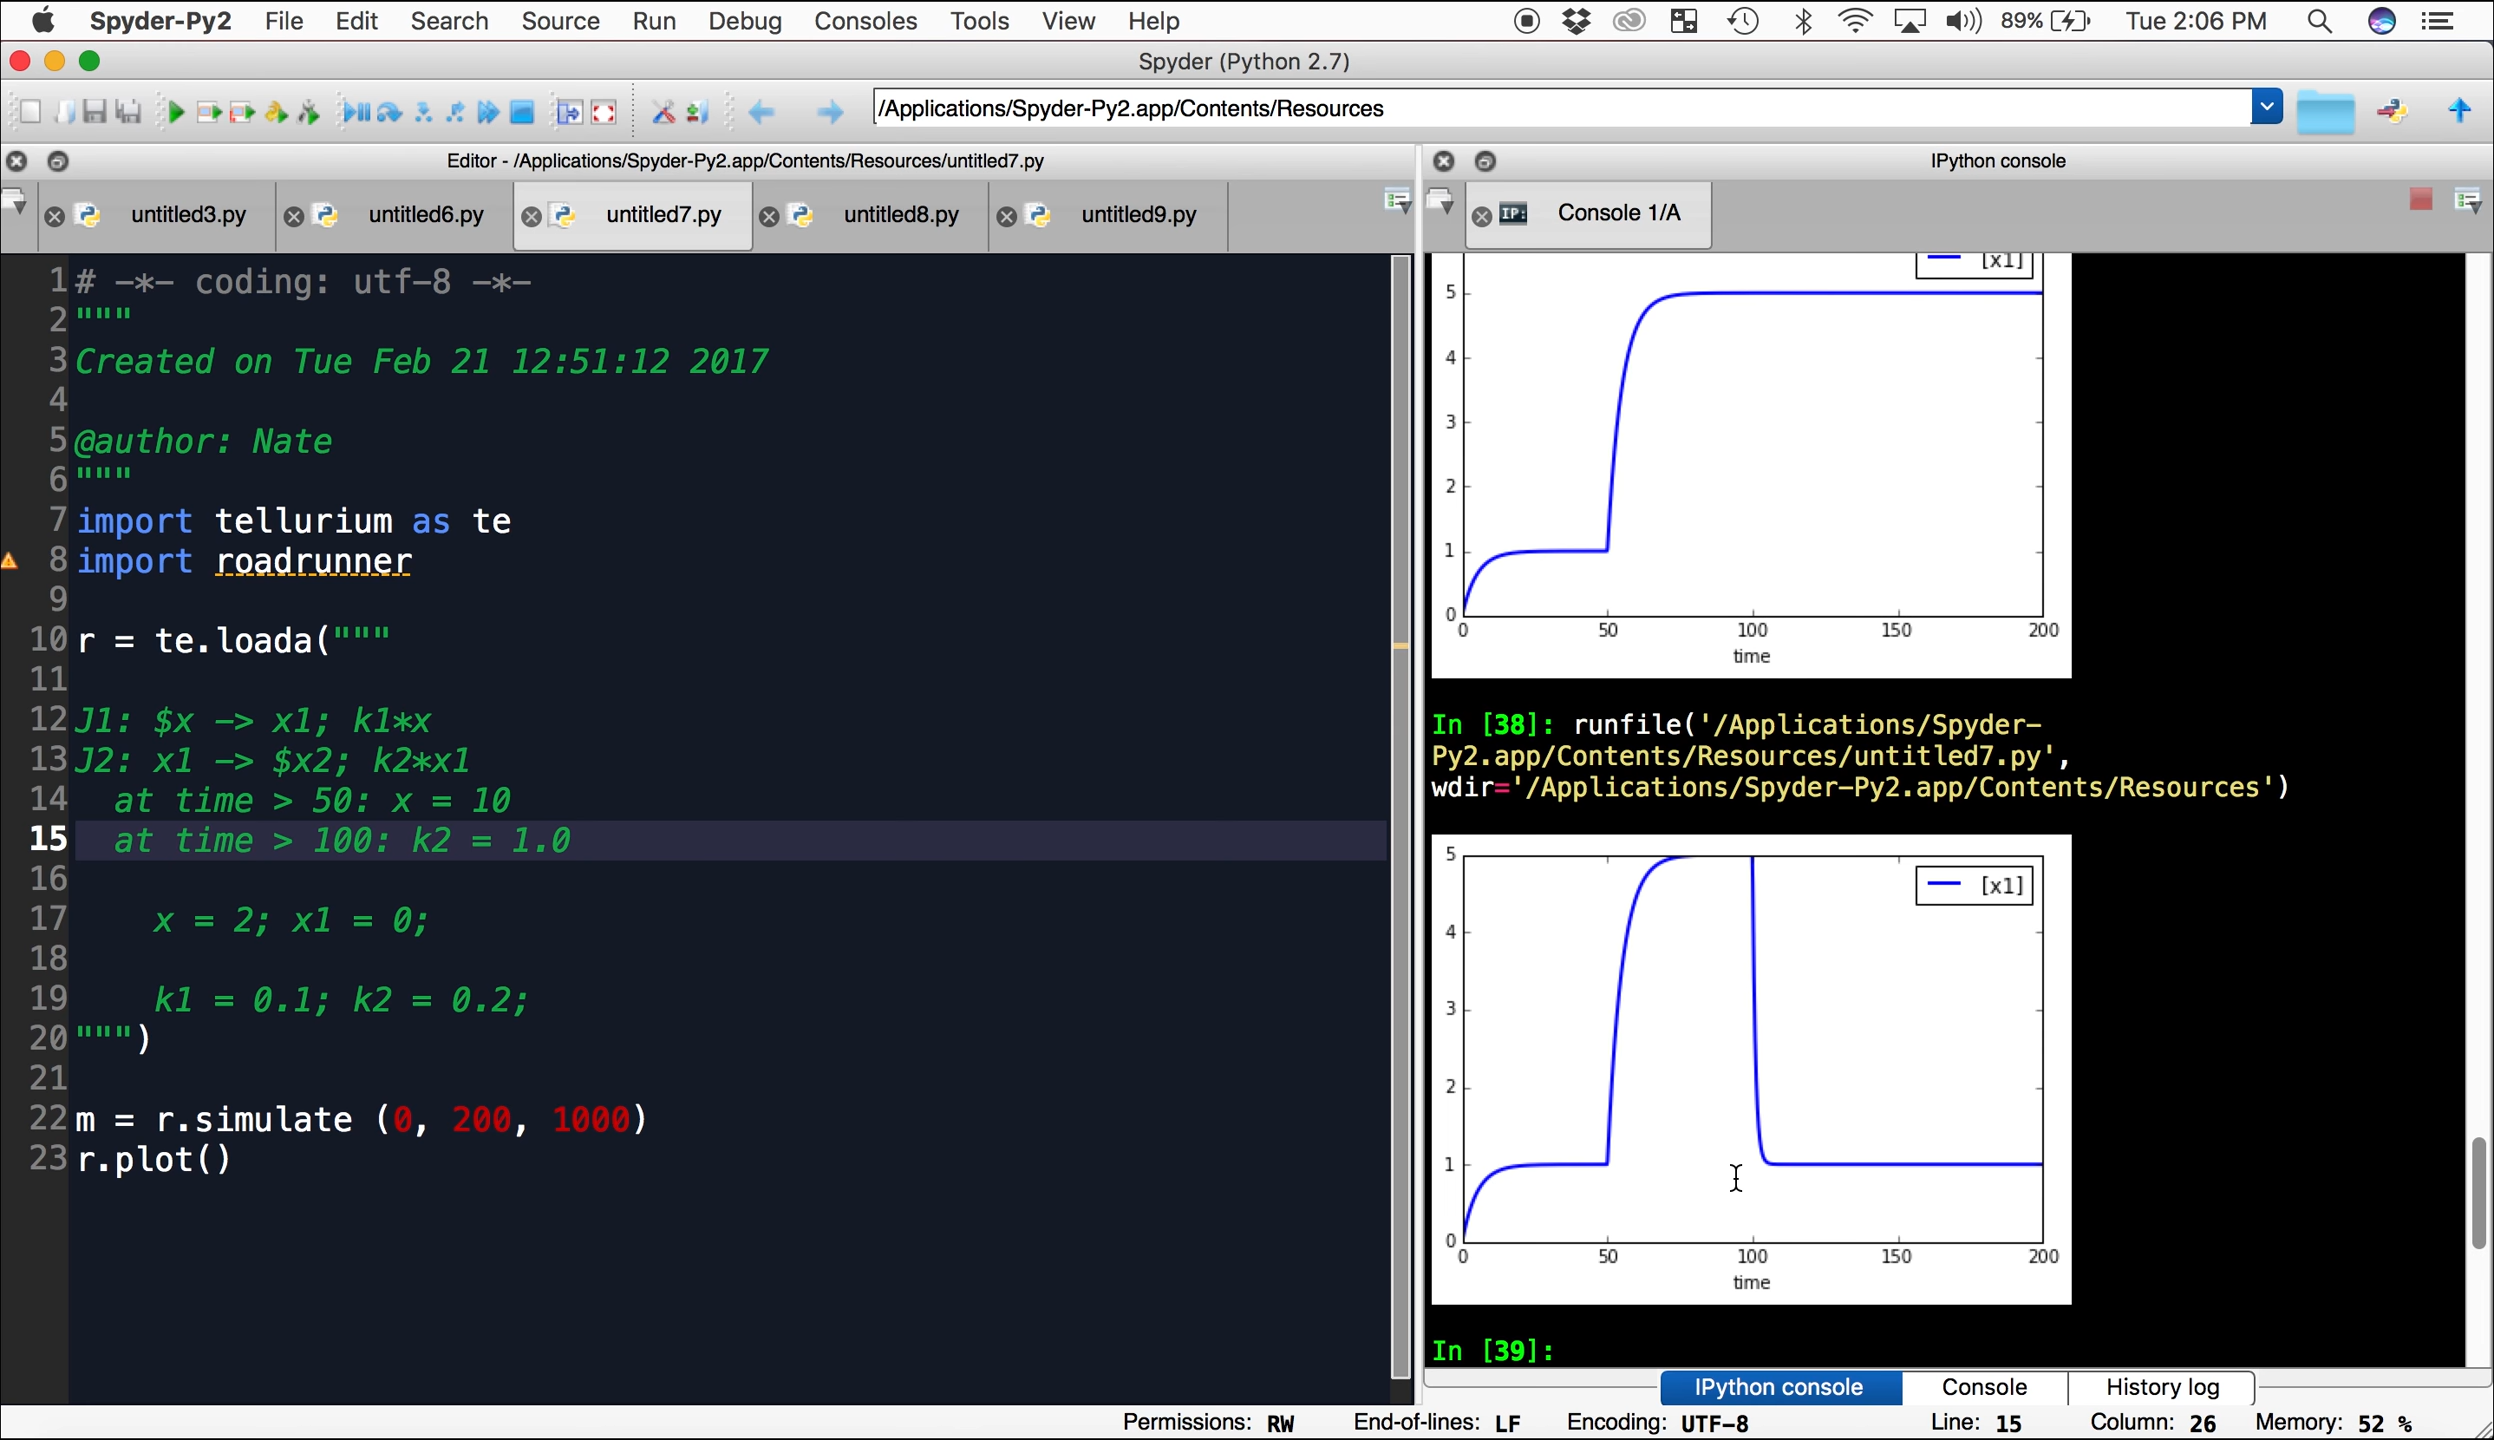 Spyder-Py2 File Edit Search Source Run Debug Consoles Tools View Help 89% Tue 2:06 PM
Spyder (Python 2.7)
/Applications/Spyder-Py2.app/Contents/Resources
Editor - /Applications/Spyder-Py2.app/Contents/Resources/untitled7.py
untitled3.py untitled6.py untitled7.py untitled8.py untitled9.py
1 # -*- coding: utf-8 -*-
2 """
3 Created on Tue Feb 21 12:51:12 2017
4
5 @author: Nate
6 """
7 import tellurium as te
8 import roadrunner
9
10 r = te.loada("""
11
12 J1: $x -> x1; k1*x
13 J2: x1 -> $x2; k2*x1
14 at time > 50: x = 10
15 at time > 100: k2 = 1.0
16
17 x = 2; x1 = 0;
18
19 k1 = 0.1; k2 = 0.2;
20 """)
21
22 m = r.simulate (0, 200, 1000)
23 r.plot()
IPython console
IP: Console 1/A
[x1]
5
4
3
2
1
0
0 50 100 150 200
time
In [38]: runfile('/Applications/Spyder-
Py2.app/Contents/Resources/untitled7.py',
wdir='/Applications/Spyder-Py2.app/Contents/Resources')
5
[x1]
4
3
2
1
0
0 50 100 150 200
time
In [39]:
IPython console Console History log
Permissions: RW End-of-lines: LF Encoding: UTF-8 Line: 15 Column: 26 Memory: 52 %